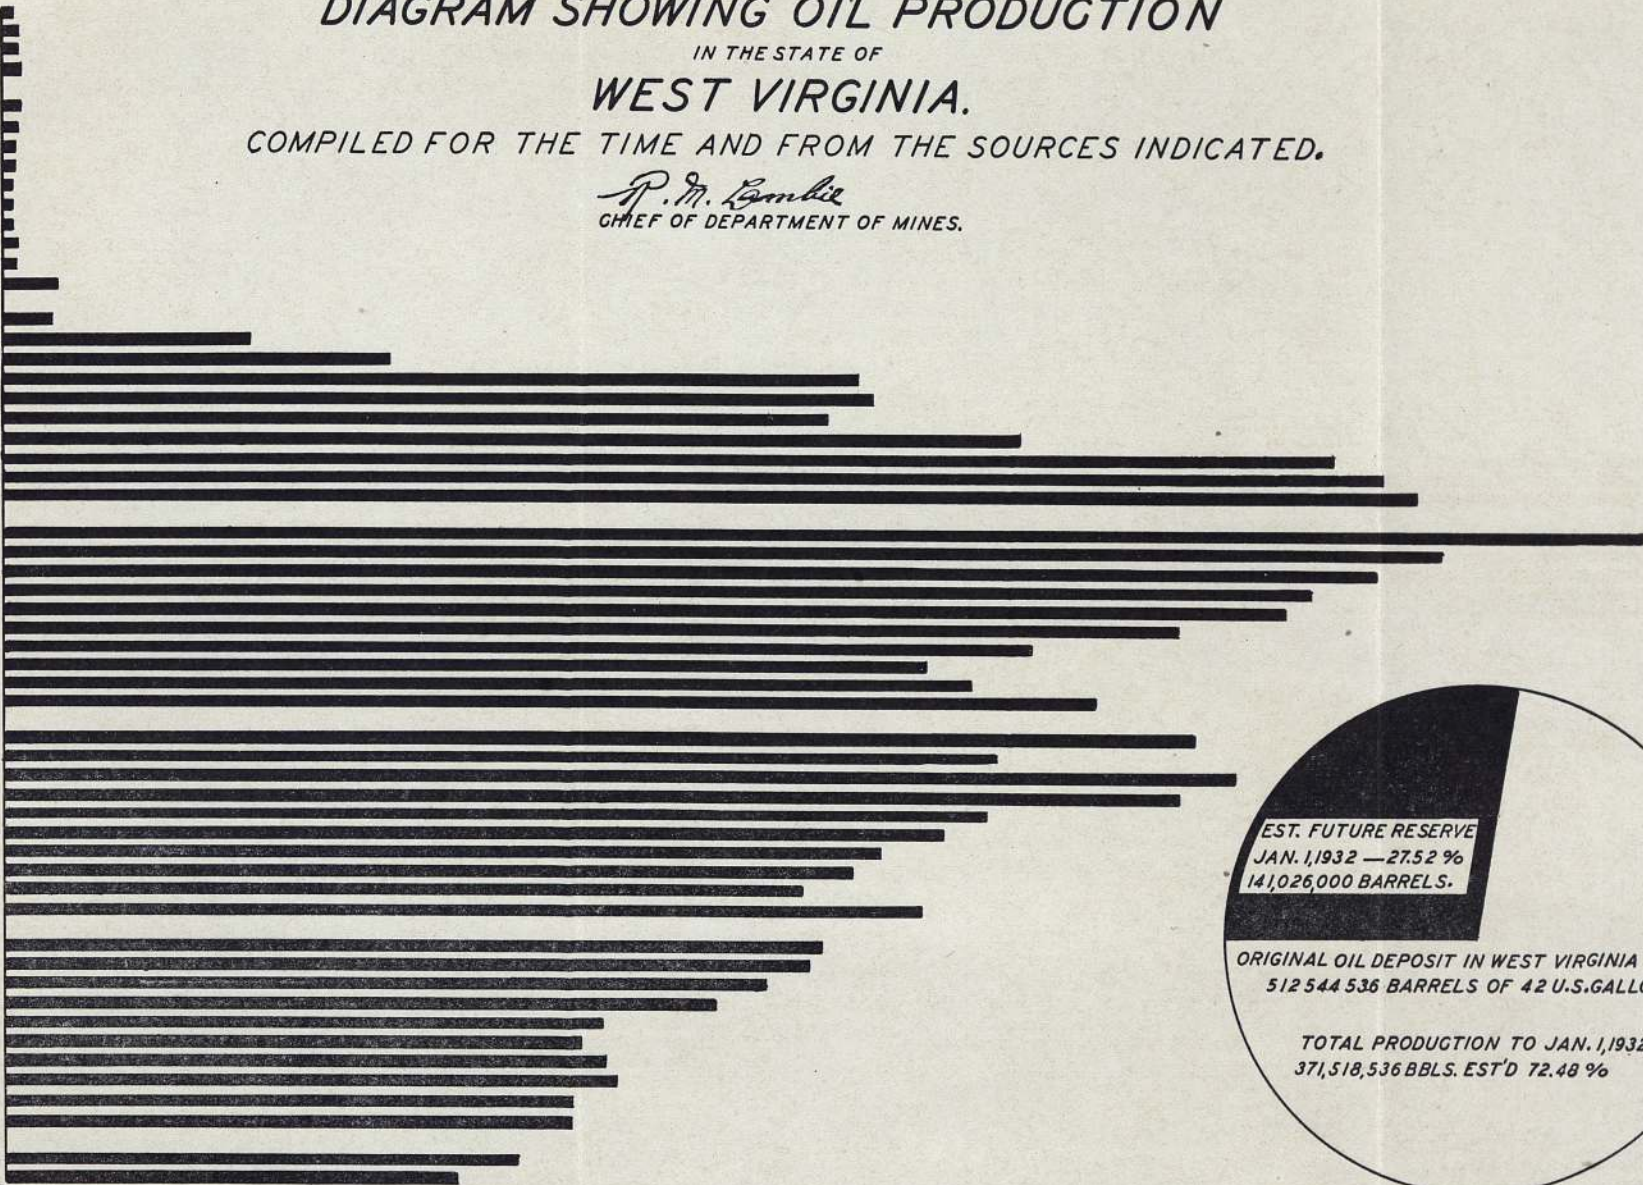 DIAGRAM SHOWING OIL PRODUCTION
IN THE STATE OF
WEST VIRGINIA.
COMPILED FOR THE TIME AND FROM THE SOURCES INDICATED.
R. M. Lambie
CHIEF OF DEPARTMENT OF MINES.
EST. FUTURE RESERVE
JAN. 1, 1932 — 27.52 %
141,026,000 BARRELS.
ORIGINAL OIL DEPOSIT IN WEST VIRGINIA
512 544 536 BARRELS OF 42 U.S. GALLO
TOTAL PRODUCTION TO JAN. 1, 1932
371,518,536 BBLS. EST'D 72.48 %